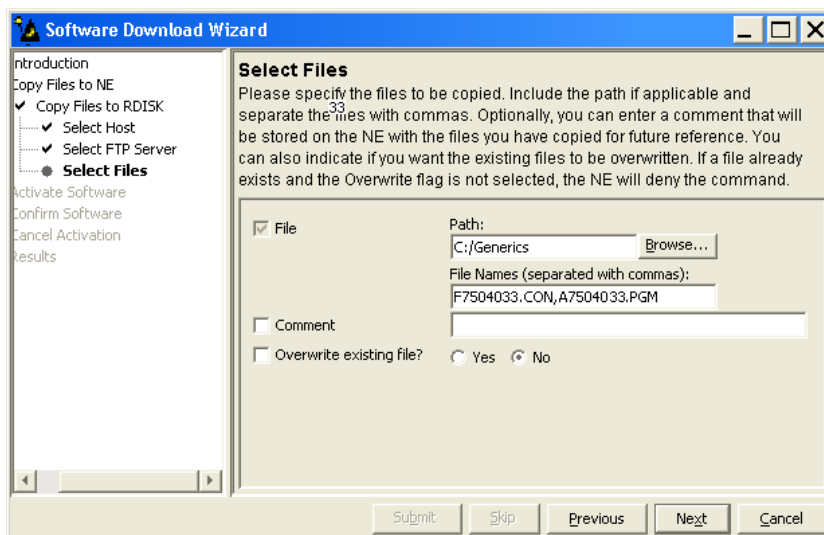 Software Download Wizard
ntroduction
Copy Files to NE
Copy Files to RDISK
Select Host
Select FTP Server
Select Files
Activate Software
Confirm Software
Cancel Activation
Results
Select Files
Please specify the files to be copied. Include the path if applicable and
separate the files with commas. Optionally, you can enter a comment that will
33
be stored on the NE with the files you have copied for future reference. You
can also indicate if you want the existing files to be overwritten. If a file already
exists and the Overwrite flag is not selected, the NE will deny the command.
File
Path:
C:/Generics
Browse...
File Names (separated with commas):
F7504033.CON,A7504033.PGM
Comment
Overwrite existing file?
Yes
No
Submit
Skip
Previous
Next
Cancel